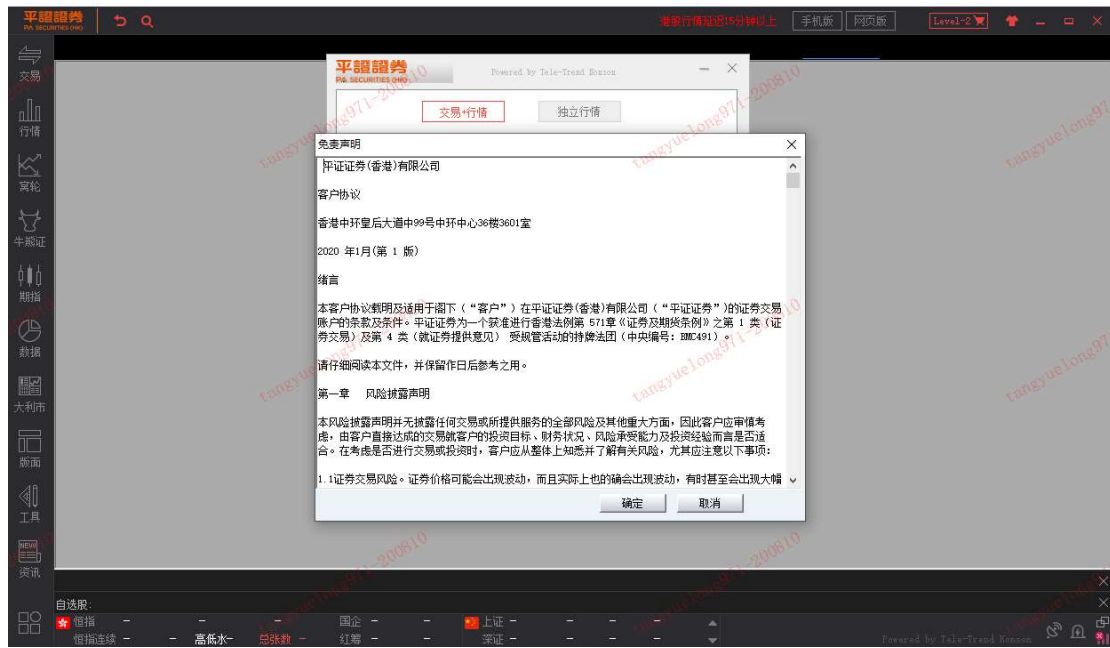 平證證券
PA SECURITIES (HK)
港股行情延迟15分钟以上
手机版
网页版
Level-2
平證證券
PA SECURITIES (HK)
Powered by Tele-Trend Konson
交易+行情
独立行情
交易
行情
窝轮
牛熊证
期指
数据
大利市
版面
工具
NEW
资讯
免责声明
平证证券(香港)有限公司
客户协议
香港中环皇后大道中99号中环中心36楼3601室
2020 年1月(第 1 版)
绪言
本客户协议载明及适用于阁下（“客户”）在平证证券(香港)有限公司（“平证证券”)的证券交易
账户的条款及条件。平证证券为一个获准进行香港法例第 571章《证券及期货条例》之第 1 类（证
券交易）及第 4 类（就证券提供意见） 受规管活动的持牌法团（中央编号: BMC491）。
请仔细阅读本文件，并保留作日后参考之用。
第一章 风险披露声明
本风险披露声明并无披露任何交易或所提供服务的全部风险及其他重大方面，因此客户应审慎考
虑，由客户直接达成的交易就客户的投资目标、财务状况、风险承受能力及投资经验而言是否适
合。在考虑是否进行交易或投资时，客户应从整体上知悉并了解有关风险，尤其应注意以下事项:
1.1证券交易风险。证券价格可能会出现波动，而且实际上也的确会出现波动，有时甚至会出现大幅
确定
取消
自选股:
恒指 - - - 国企 - - 上证 - - - -
恒指连续 - - 高低水- 总张数 - 红筹 - - 深证 - - - -
Powered by Tele-Trend Konson
tangyuelong971-200810